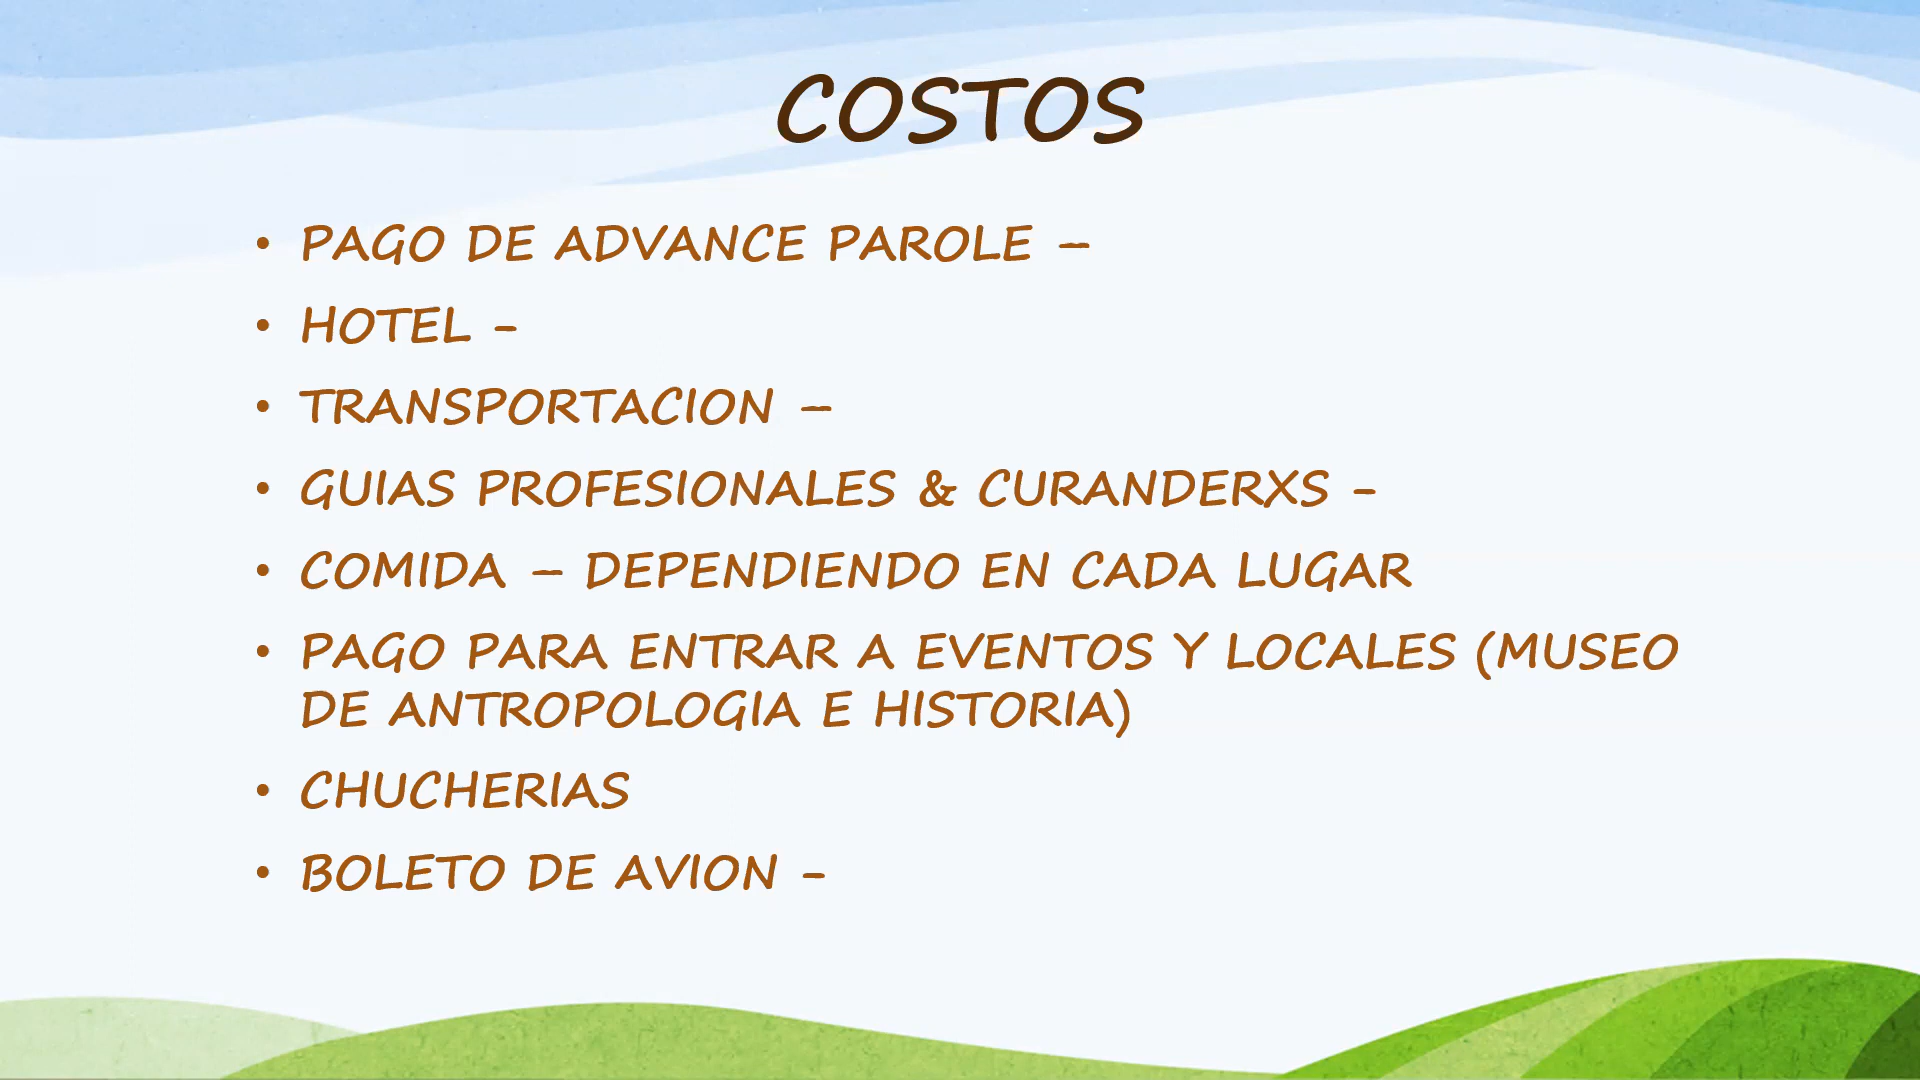 COSTOS
• PAGO DE ADVANCE PAROLE –
• HOTEL -
• TRANSPORTACION –
• GUIAS PROFESIONALES & CURANDERXS -
• COMIDA – DEPENDIENDO EN CADA LUGAR
• PAGO PARA ENTRAR A EVENTOS Y LOCALES (MUSEO
DE ANTROPOLOGIA E HISTORIA)
• CHUCHERIAS
• BOLETO DE AVION -